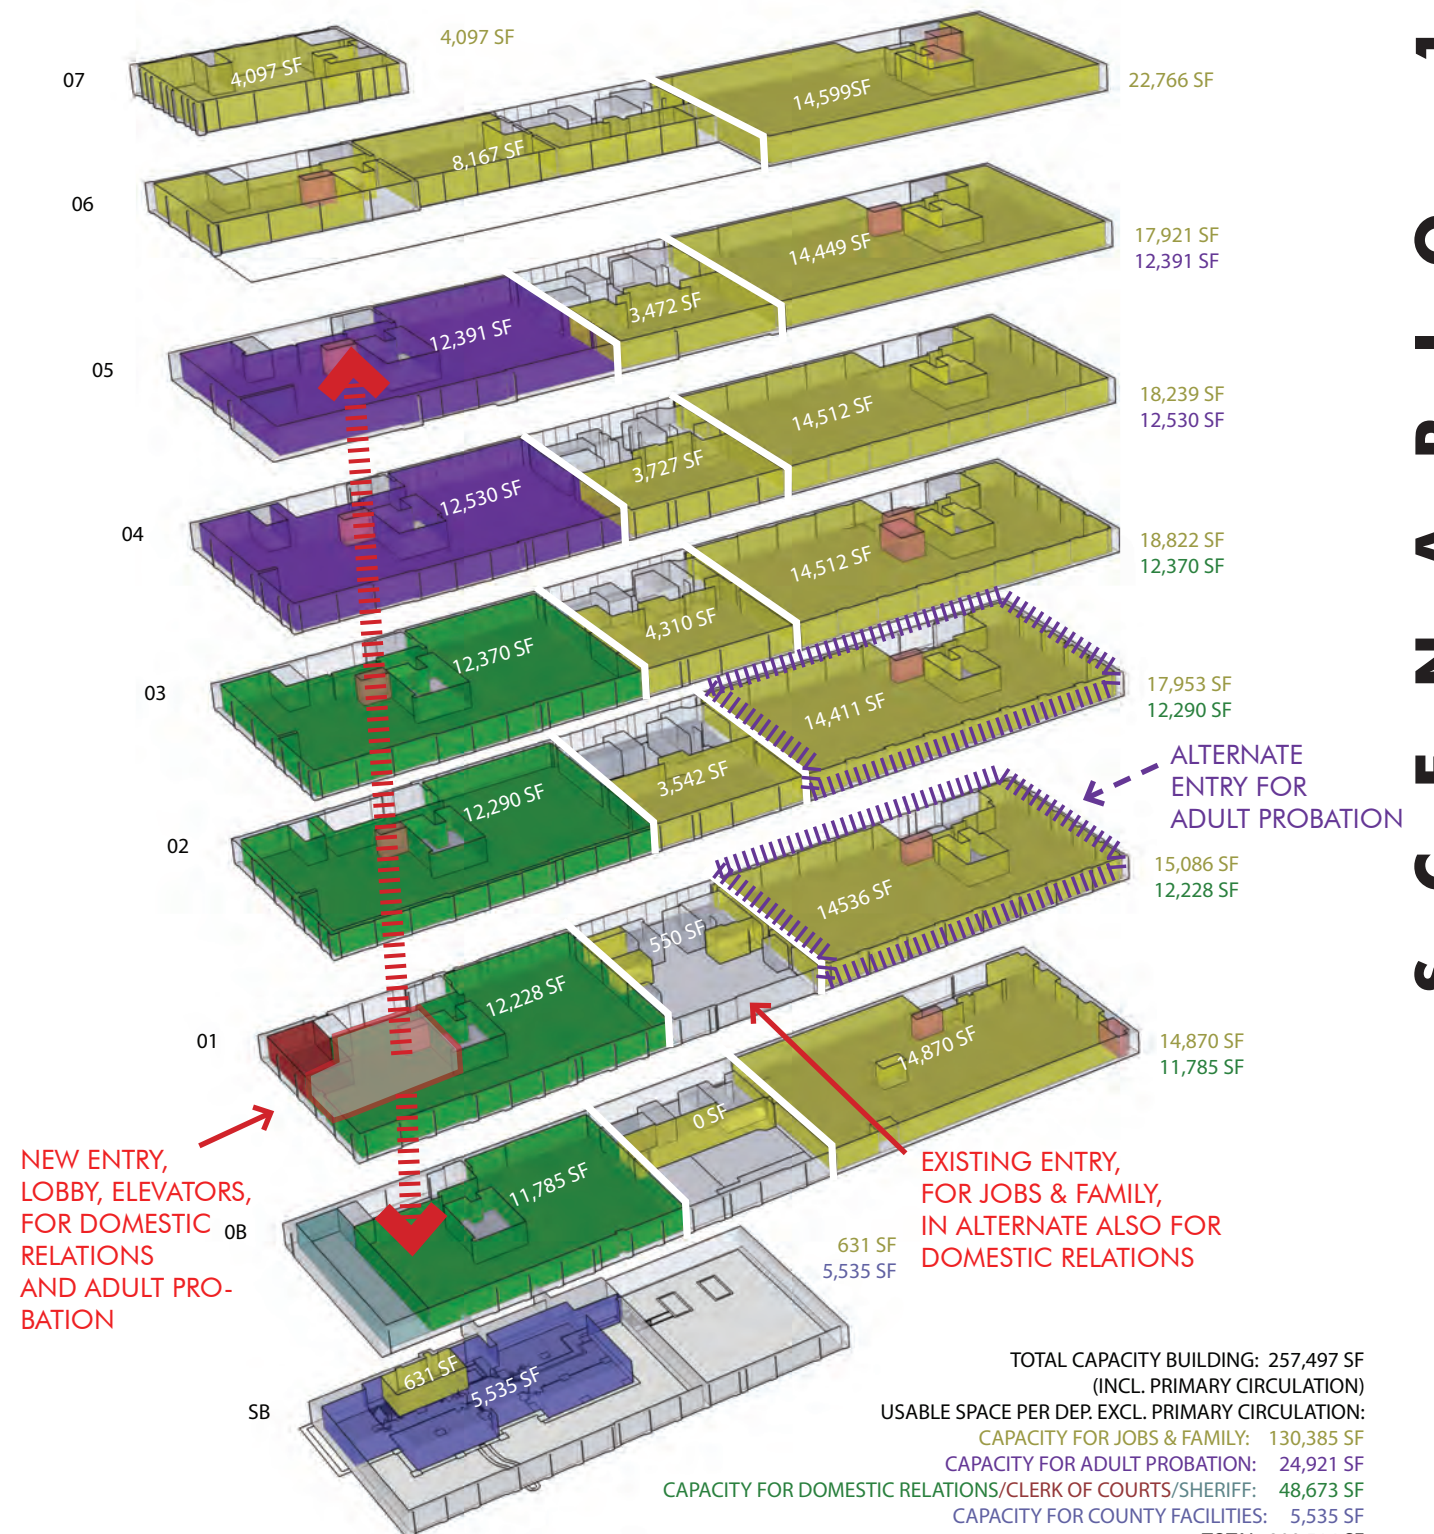 4,097 SF
07
4,097 SF
14,599SF
22,766 SF
8,167 SF
06
14,449 SF
17,921 SF
12,391 SF
3,472 SF
12,391 SF
05
14,512 SF
18,239 SF
12,530 SF
3,727 SF
12,530 SF
04
14,512 SF
18,822 SF
12,370 SF
4,310 SF
12,370 SF
03
14,411 SF
17,953 SF
12,290 SF
3,542 SF
12,290 SF
02
ALTERNATE
ENTRY FOR
ADULT PROBATION
14536 SF
15,086 SF
12,228 SF
550 SF
12,228 SF
01
14,870 SF
14,870 SF
11,785 SF
0 SF
11,785 SF
0B
NEW ENTRY,
LOBBY, ELEVATORS,
FOR DOMESTIC
RELATIONS
AND ADULT PRO-
BATION
EXISTING ENTRY,
FOR JOBS & FAMILY,
IN ALTERNATE ALSO FOR
DOMESTIC RELATIONS
631 SF
5,535 SF
631 SF
5,535 SF
SB
TOTAL CAPACITY BUILDING: 257,497 SF
(INCL. PRIMARY CIRCULATION)
USABLE SPACE PER DEP. EXCL. PRIMARY CIRCULATION:
CAPACITY FOR JOBS & FAMILY: 130,385 SF
CAPACITY FOR ADULT PROBATION: 24,921 SF
CAPACITY FOR DOMESTIC RELATIONS/CLERK OF COURTS/SHERIFF: 48,673 SF
CAPACITY FOR COUNTY FACILITIES: 5,535 SF